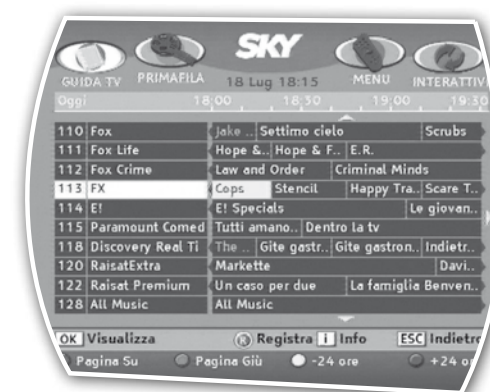 SKY
GUIDA TV PRIMAFILA 18 Lug 18:15 MENU INTERATTIVI
Oggi 18:00 18:30 19:00 19:30
110 Fox Jake .. Settimo cielo Scrubs
111 Fox Life Hope &.. Hope & F.. E.R.
112 Fox Crime Law and Order Criminal Minds
113 FX Cops Stencil Happy Tra.. Scare T..
114 E! E! Specials Le giovan..
115 Paramount Comed Tutti amano.. Dentro la tv
118 Discovery Real Ti The .. Gite gastr.. Gite gastron.. Indietr..
120 RaisatExtra Markette Davi..
122 Raisat Premium Un caso per due La famiglia Benven..
128 All Music All Music
OK Visualizza R Registra i Info ESC Indietro
Pagina Su Pagina Giù -24 ore +24 or